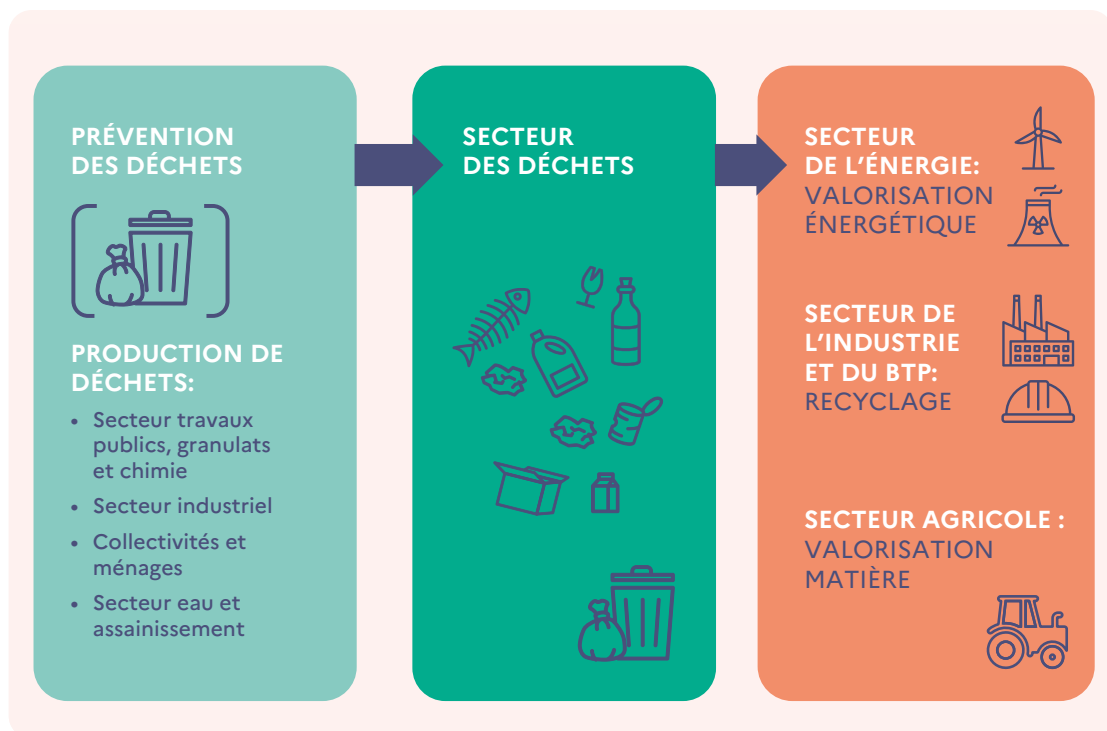 PRÉVENTION
DES DÉCHETS
PRODUCTION DE
DÉCHETS:
• Secteur travaux
publics, granulats
et chimie
• Secteur industriel
• Collectivités et
ménages
• Secteur eau et
assainissement
SECTEUR
DES DÉCHETS
SECTEUR
DE L'ÉNERGIE:
VALORISATION
ÉNERGÉTIQUE
SECTEUR DE
L'INDUSTRIE
ET DU BTP:
RECYCLAGE
SECTEUR AGRICOLE :
VALORISATION
MATIÈRE